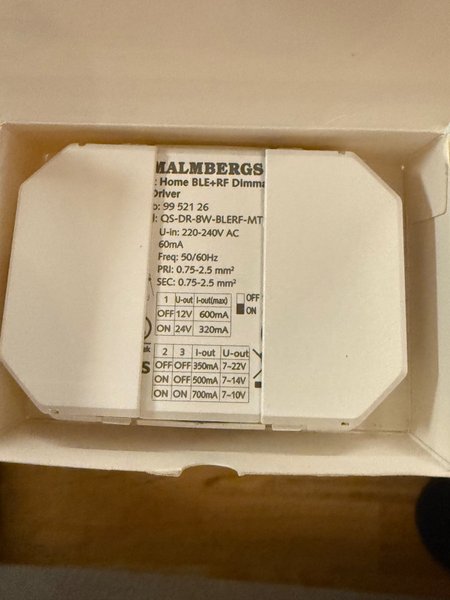 MALMBERGS
: Home BLE+RF Dimma
Driver
o: 99 521 26
l: QS-DR-8W-BLERF-MT
U-in: 220-240V AC
60mA
Freq: 50/60Hz
PRI: 0.75-2.5 mm²
SEC: 0.75-2.5 mm²
1 U-out I-out(max)
OFF 12V 600mA
ON 24V 320mA
OFF
ON
2 3 I-out U-out
OFF OFF 350mA 7~22V
ON OFF 500mA 7~14V
ON ON 700mA 7~10V